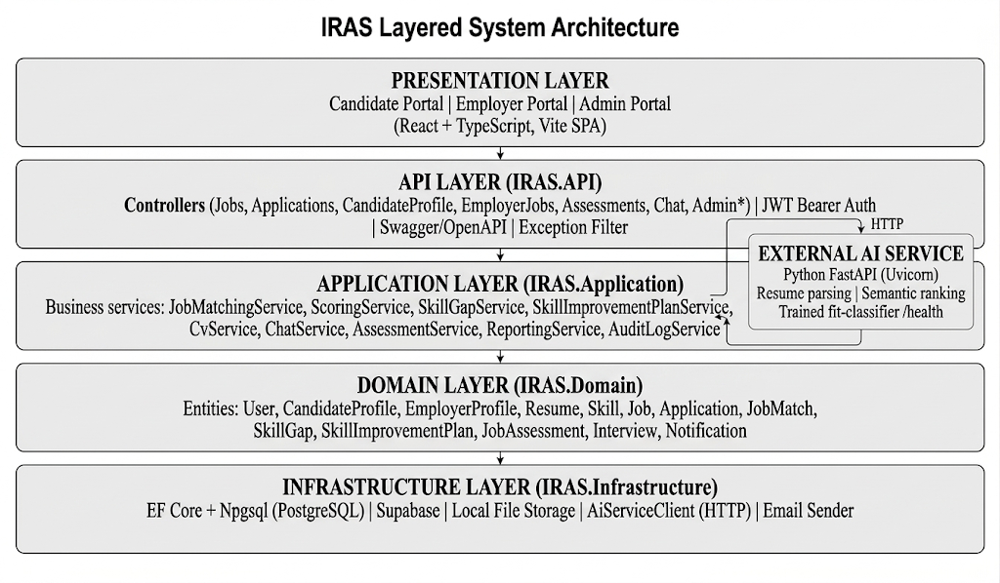 IRAS Layered System Architecture
PRESENTATION LAYER
Candidate Portal | Employer Portal | Admin Portal
(React + TypeScript, Vite SPA)
API LAYER (IRAS.API)
Controllers (Jobs, Applications, CandidateProfile, EmployerJobs, Assessments, Chat, Admin*) | JWT Bearer Auth
| Swagger/OpenAPI | Exception Filter
HTTP
EXTERNAL AI SERVICE
Python FastAPI (Uvicorn)
Resume parsing | Semantic ranking
Trained fit-classifier /health
APPLICATION LAYER (IRAS.Application)
Business services: JobMatchingService, ScoringService, SkillGapService, SkillImprovementPlanService,
CvService, ChatService, AssessmentService, ReportingService, AuditLogService
DOMAIN LAYER (IRAS.Domain)
Entities: User, CandidateProfile, EmployerProfile, Resume, Skill, Job, Application, JobMatch,
SkillGap, SkillImprovementPlan, JobAssessment, Interview, Notification
INFRASTRUCTURE LAYER (IRAS.Infrastructure)
EF Core + Npgsql (PostgreSQL) | Supabase | Local File Storage | AiServiceClient (HTTP) | Email Sender